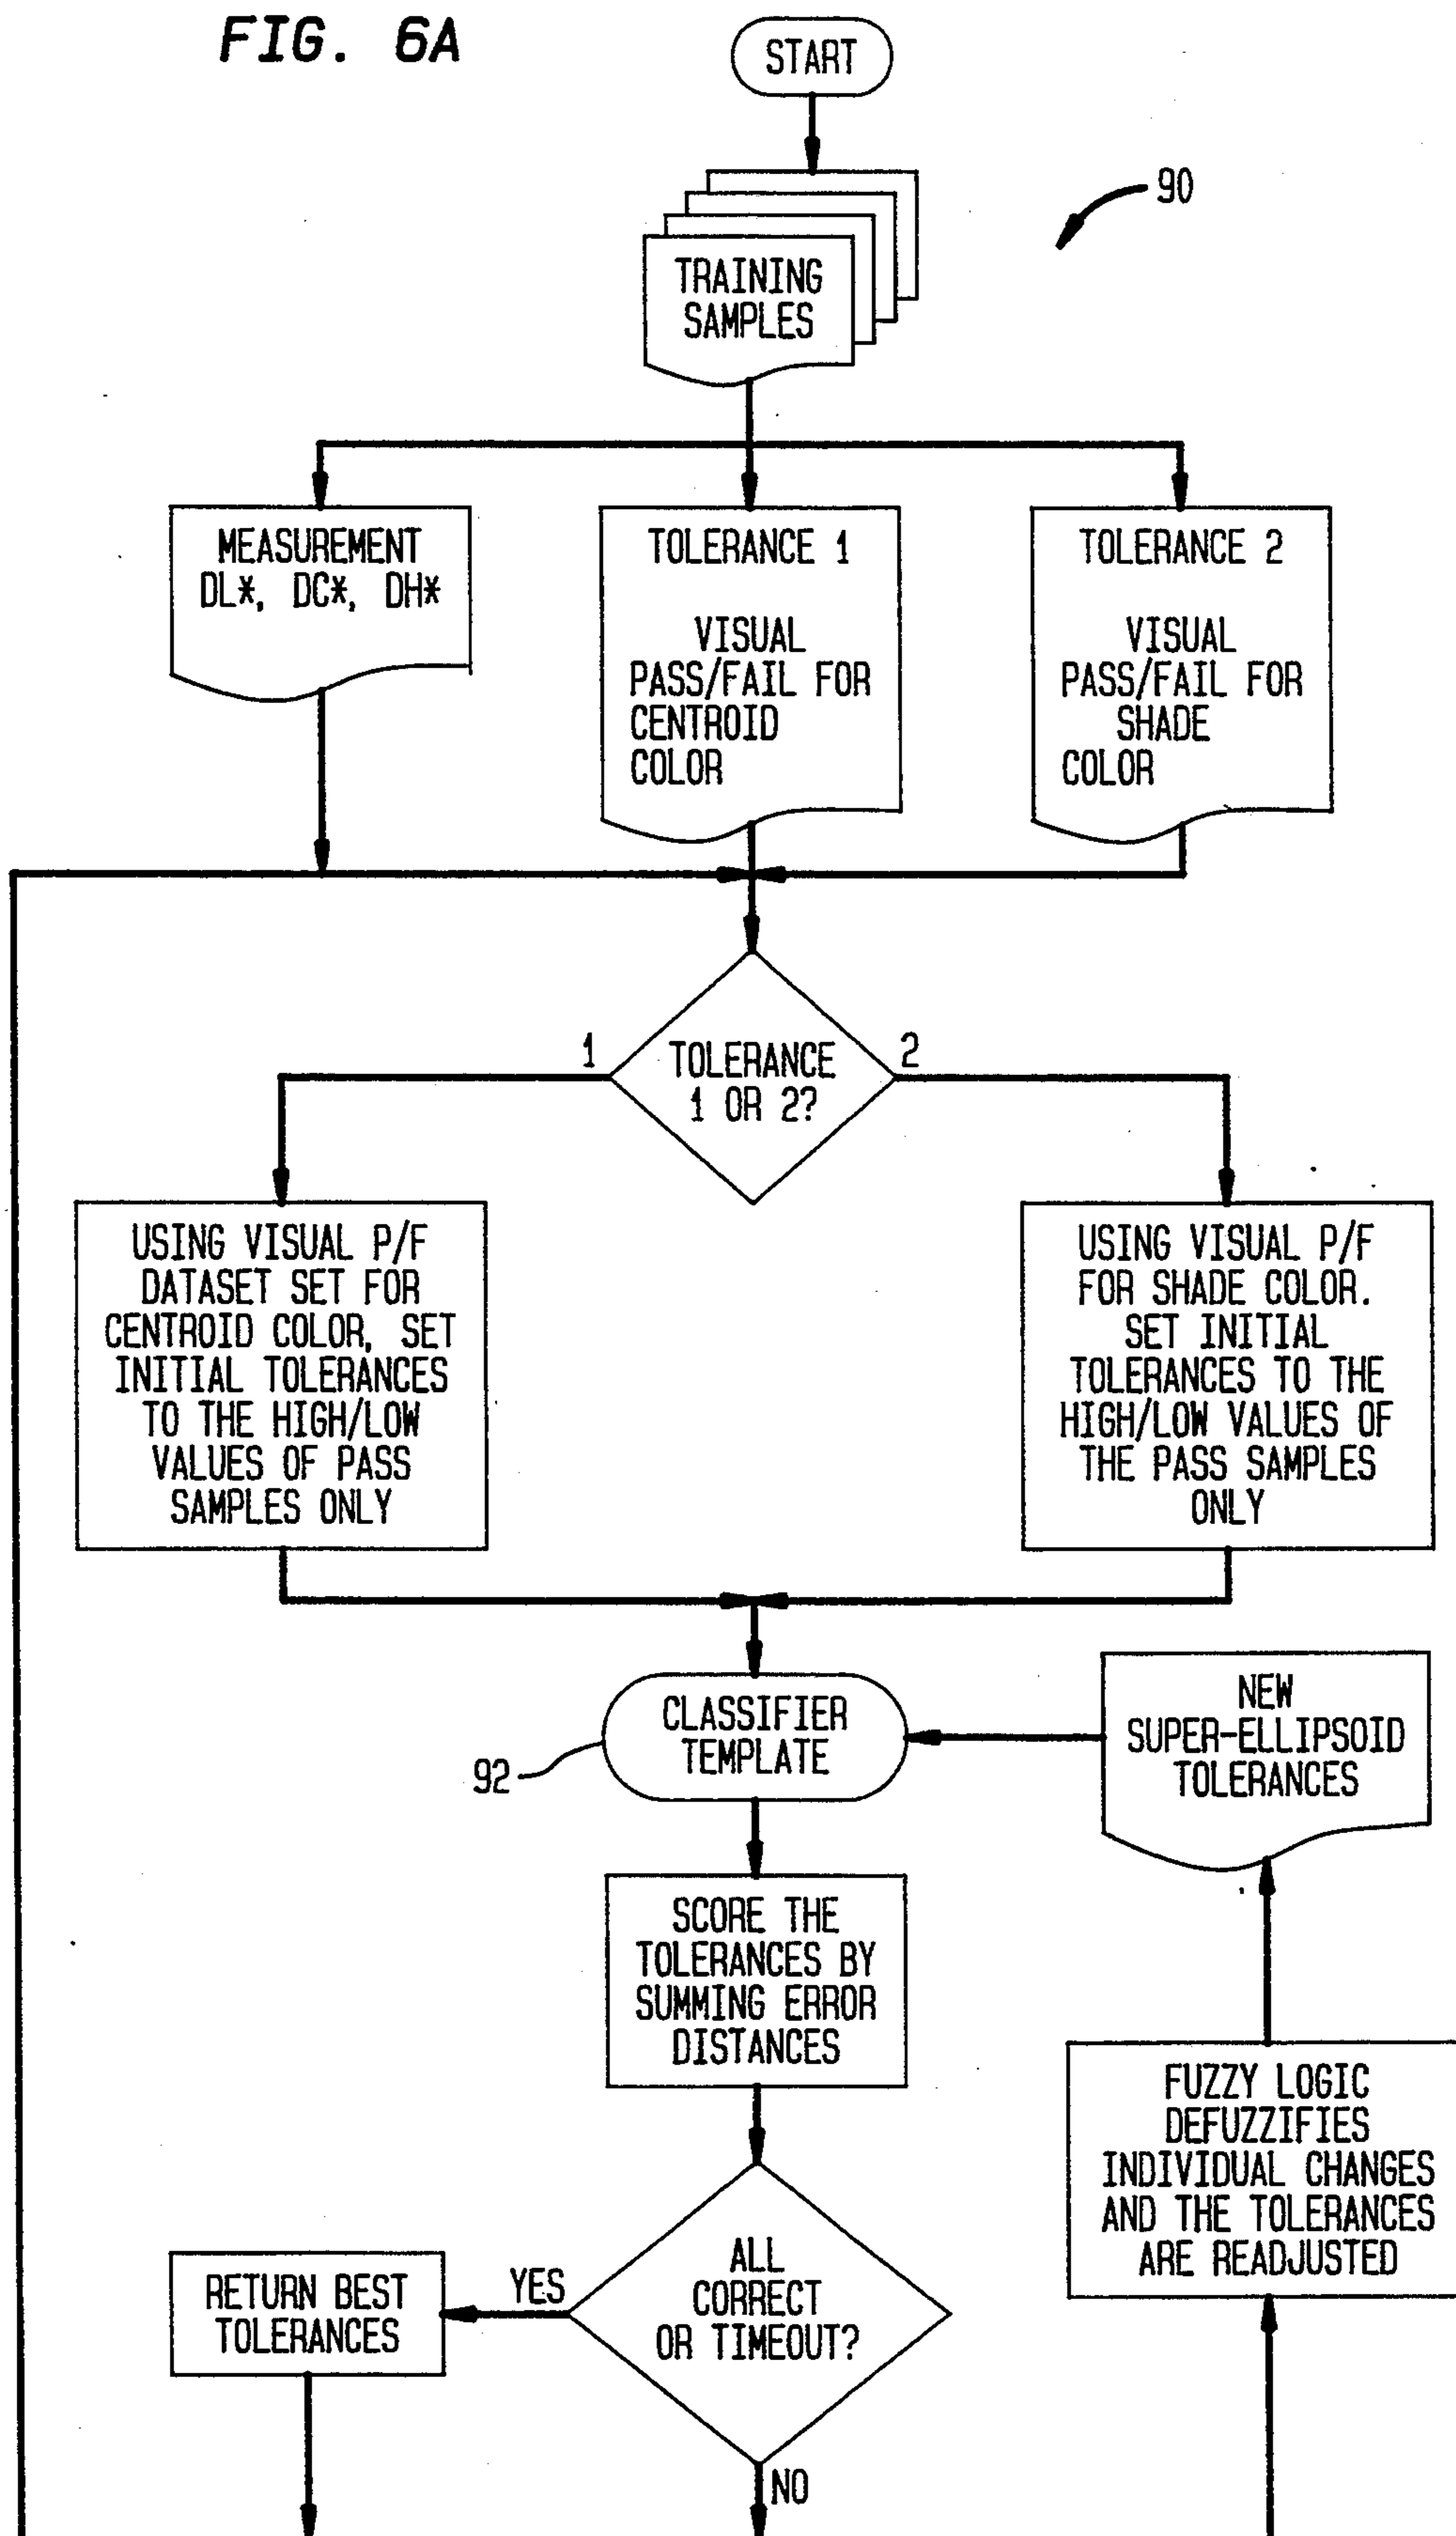 FIG. 6A
START
90
TRAINING
SAMPLES
MEASUREMENT
DL*, DC*, DH*
TOLERANCE 1
VISUAL
PASS/FAIL FOR
CENTROID
COLOR
TOLERANCE 2
VISUAL
PASS/FAIL FOR
SHADE
COLOR
1
TOLERANCE
1 OR 2?
2
USING VISUAL P/F
DATASET SET FOR
CENTROID COLOR, SET
INITIAL TOLERANCES
TO THE HIGH/LOW
VALUES OF PASS
SAMPLES ONLY
USING VISUAL P/F
FOR SHADE COLOR.
SET INITIAL
TOLERANCES TO THE
HIGH/LOW VALUES OF
THE PASS SAMPLES
ONLY
CLASSIFIER
TEMPLATE
92
NEW
SUPER-ELLIPSOID
TOLERANCES
SCORE THE
TOLERANCES BY
SUMMING ERROR
DISTANCES
FUZZY LOGIC
DEFUZZIFIES
INDIVIDUAL CHANGES
AND THE TOLERANCES
ARE READJUSTED
ALL
CORRECT
OR TIMEOUT?
YES
RETURN BEST
TOLERANCES
NO